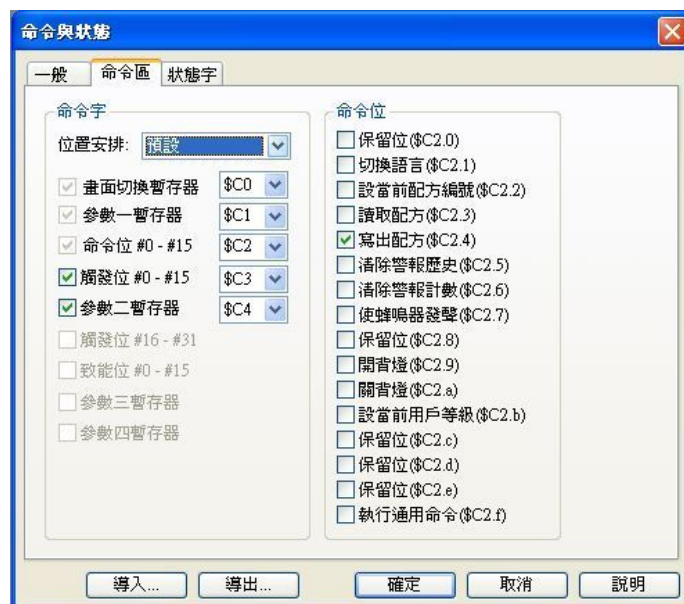 命令與狀態
一般 命令區 狀態字
命令字
位置安排: 預設
畫面切換暫存器 $C0
參數一暫存器 $C1
命令位 #0 - #15 $C2
觸發位 #0 - #15 $C3
參數二暫存器 $C4
觸發位 #16 - #31
致能位 #0 - #15
參數三暫存器
參數四暫存器
命令位
保留位($C2.0)
切換語言($C2.1)
設當前配方編號($C2.2)
讀取配方($C2.3)
寫出配方($C2.4)
清除警報歷史($C2.5)
清除警報計數($C2.6)
使蜂鳴器發聲($C2.7)
保留位($C2.8)
開背燈($C2.9)
關背燈($C2.a)
設當前用戶等級($C2.b)
保留位($C2.c)
保留位($C2.d)
保留位($C2.e)
執行通用命令($C2.f)
導入... 導出... 確定 取消 說明